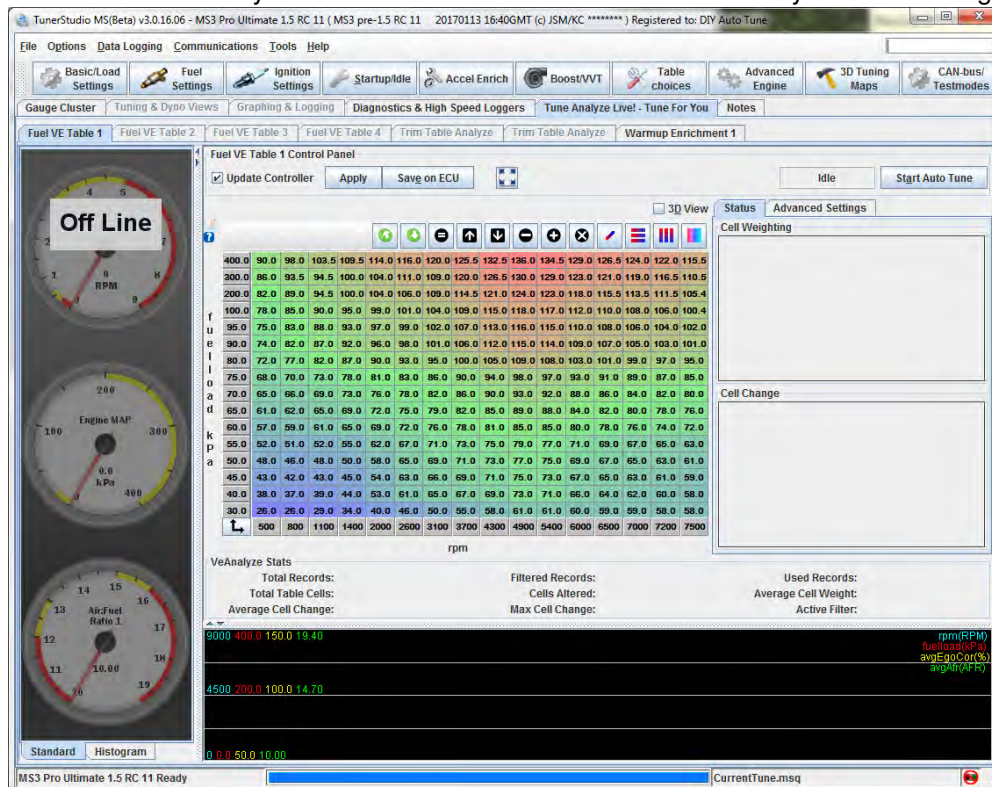 TunerStudio MS(Beta) v3.0.16.06 - MS3 Pro Ultimate 1.5 RC 11 ( MS3 pre-1.5 RC 11 20170113 16:40GMT (c) JSM/KC ******** ) Registered to: DIY Auto Tune
File Options Data Logging Communications Tools Help
Basic/Load Settings Fuel Settings Ignition Settings Startup/Idle Accel Enrich Boost/VVT Table choices Advanced Engine 3D Tuning Maps CAN-bus/ Testmodes
Gauge Cluster Tuning & Dyno Views Graphing & Logging Diagnostics & High Speed Loggers Tune Analyze Live! - Tune For You Notes
Fuel VE Table 1 Fuel VE Table 2 Fuel VE Table 3 Fuel VE Table 4 Trim Table Analyze Trim Table Analyze Warmup Enrichment 1
Fuel VE Table 1 Control Panel
Update Controller Apply Save on ECU Idle Start Auto Tune
3D View Status Advanced Settings
Cell Weighting
Off Line
RPM
400.0 90.0 98.0 103.5 109.5 114.0 116.0 120.0 125.5 132.5 136.0 134.5 129.0 126.5 124.0 122.0 115.5
300.0 86.0 93.5 94.5 100.0 104.0 111.0 109.0 120.0 126.5 130.0 129.0 123.0 121.0 119.0 116.5 110.5
200.0 82.0 89.0 94.5 100.0 104.0 106.0 109.0 114.5 121.0 124.0 123.0 118.0 115.5 113.5 111.5 105.4
100.0 78.0 85.0 90.0 95.0 99.0 101.0 104.0 109.0 115.0 118.0 117.0 112.0 110.0 108.0 106.0 100.4
95.0 75.0 83.0 88.0 93.0 97.0 99.0 102.0 107.0 113.0 116.0 115.0 110.0 108.0 106.0 104.0 102.0
90.0 74.0 82.0 87.0 92.0 96.0 98.0 101.0 106.0 112.0 115.0 114.0 109.0 107.0 105.0 103.0 101.0
80.0 72.0 77.0 82.0 87.0 90.0 93.0 95.0 100.0 105.0 109.0 108.0 103.0 101.0 99.0 97.0 95.0
75.0 68.0 70.0 73.0 78.0 81.0 83.0 86.0 90.0 94.0 98.0 97.0 93.0 91.0 89.0 87.0 85.0
70.0 65.0 66.0 69.0 73.0 76.0 78.0 82.0 86.0 90.0 93.0 92.0 88.0 86.0 84.0 82.0 80.0
65.0 61.0 62.0 65.0 69.0 72.0 75.0 79.0 82.0 85.0 89.0 88.0 84.0 82.0 80.0 78.0 76.0
60.0 57.0 59.0 61.0 65.0 69.0 72.0 76.0 78.0 81.0 85.0 85.0 80.0 78.0 76.0 74.0 72.0
55.0 52.0 51.0 52.0 55.0 62.0 67.0 71.0 73.0 75.0 79.0 77.0 71.0 69.0 67.0 65.0 63.0
50.0 48.0 46.0 48.0 50.0 58.0 65.0 69.0 71.0 73.0 77.0 75.0 69.0 67.0 65.0 63.0 61.0
45.0 43.0 42.0 43.0 45.0 54.0 63.0 66.0 69.0 71.0 75.0 73.0 67.0 65.0 63.0 61.0 59.0
40.0 38.0 37.0 39.0 44.0 53.0 61.0 65.0 67.0 69.0 73.0 71.0 66.0 64.0 62.0 60.0 58.0
30.0 26.0 26.0 29.0 34.0 40.0 46.0 50.0 55.0 58.0 61.0 61.0 60.0 59.0 59.0 58.0 58.0
500 800 1100 1400 2000 2600 3100 3700 4300 4900 5400 6000 6500 7000 7200 7500
fuelload kPa
rpm
Cell Change
Engine MAP
100 200 300 400
0.0
kPa
VeAnalyze Stats
Total Records: Filtered Records: Used Records:
Total Table Cells: Cells Altered: Average Cell Weight:
Average Cell Change: Max Cell Change: Active Filter:
Air:Fuel
Ratio 1
11 12 13 14 15 16 17 18 19
10.00
9000 400.0 150.0 19.40 rpm(RPM)
fuelload(kPa)
avgEgoCor(%)
avgAfr(AFR)
4500 200.0 100.0 14.70
0 0.0 50.0 10.00
Standard Histogram
MS3 Pro Ultimate 1.5 RC 11 Ready CurrentTune.msq